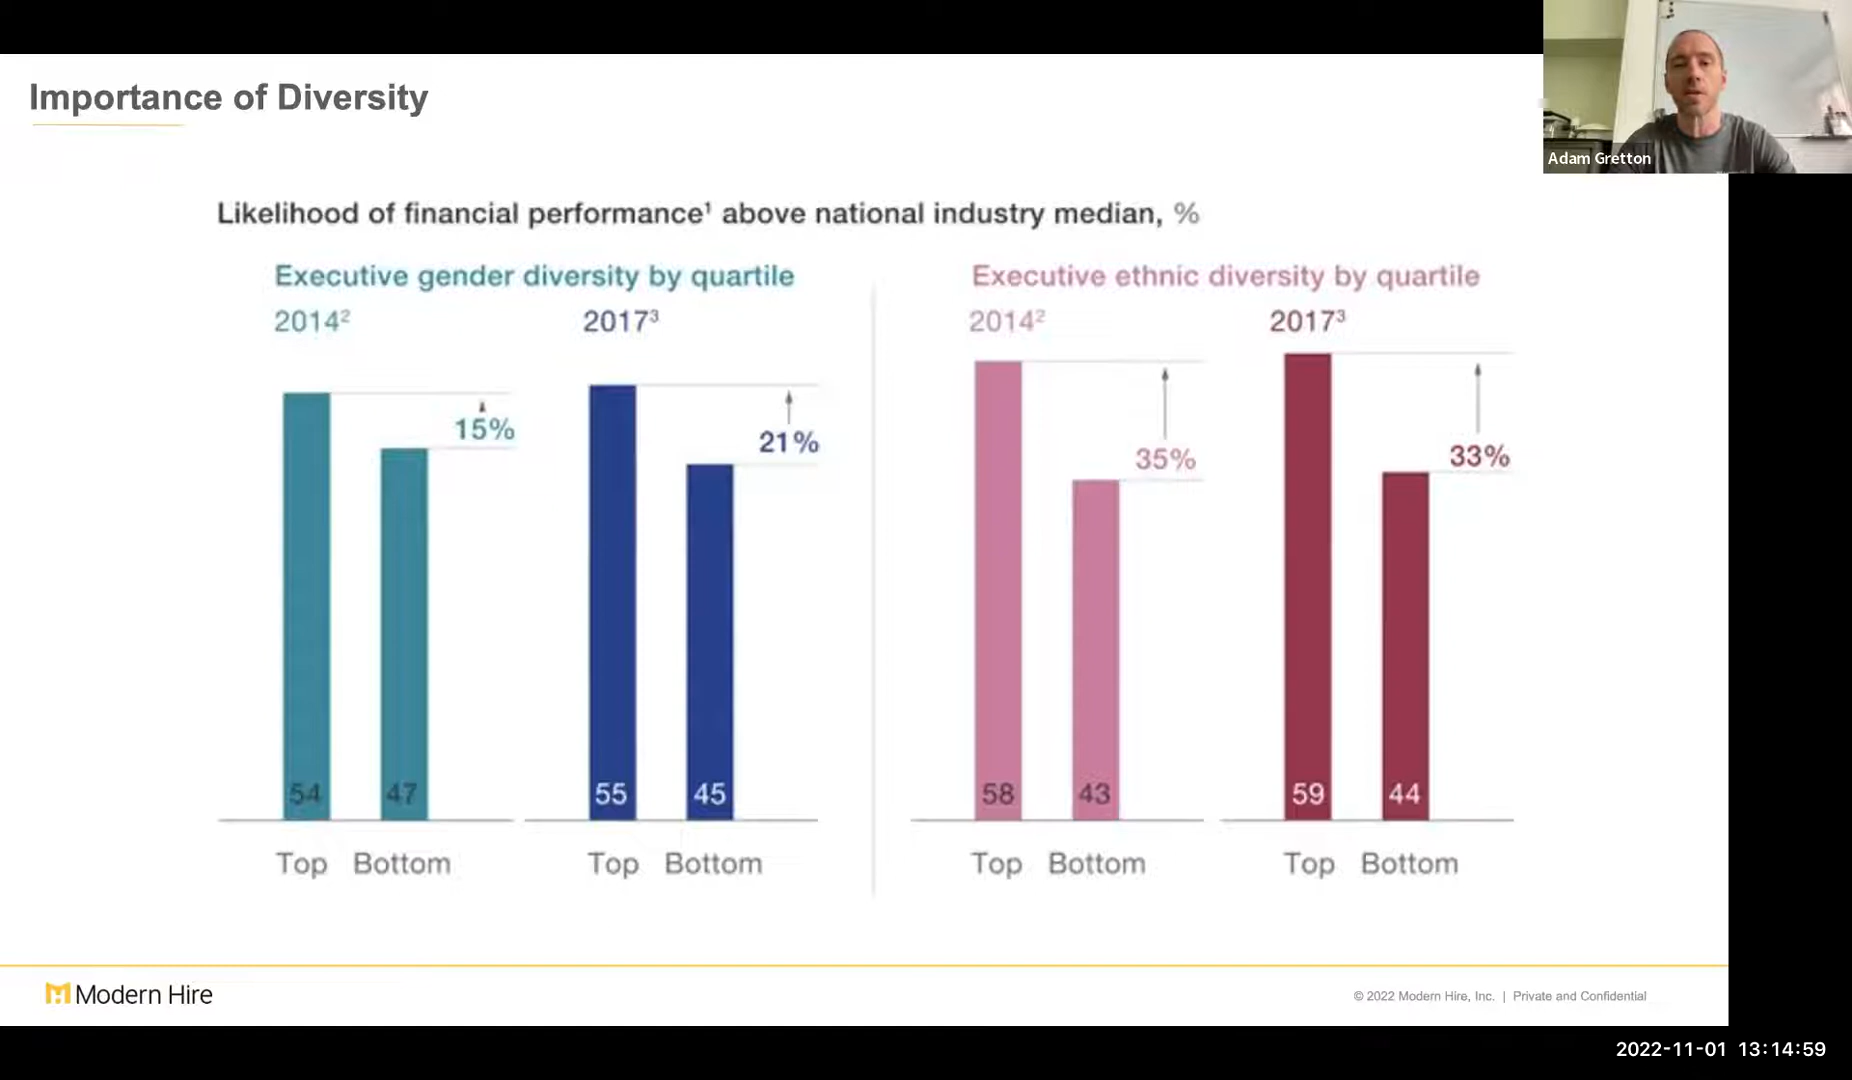 Importance of Diversity
Adam Gretton
Likelihood of financial performance¹ above national industry median, %
Executive gender diversity by quartile
2014² 2017³
15%
21%
54 47 55 45
Top Bottom Top Bottom
Executive ethnic diversity by quartile
2014² 2017³
35%
33%
58 43 59 44
Top Bottom Top Bottom
Modern Hire
© 2022 Modern Hire, Inc. | Private and Confidential
2022-11-01 13:14:59